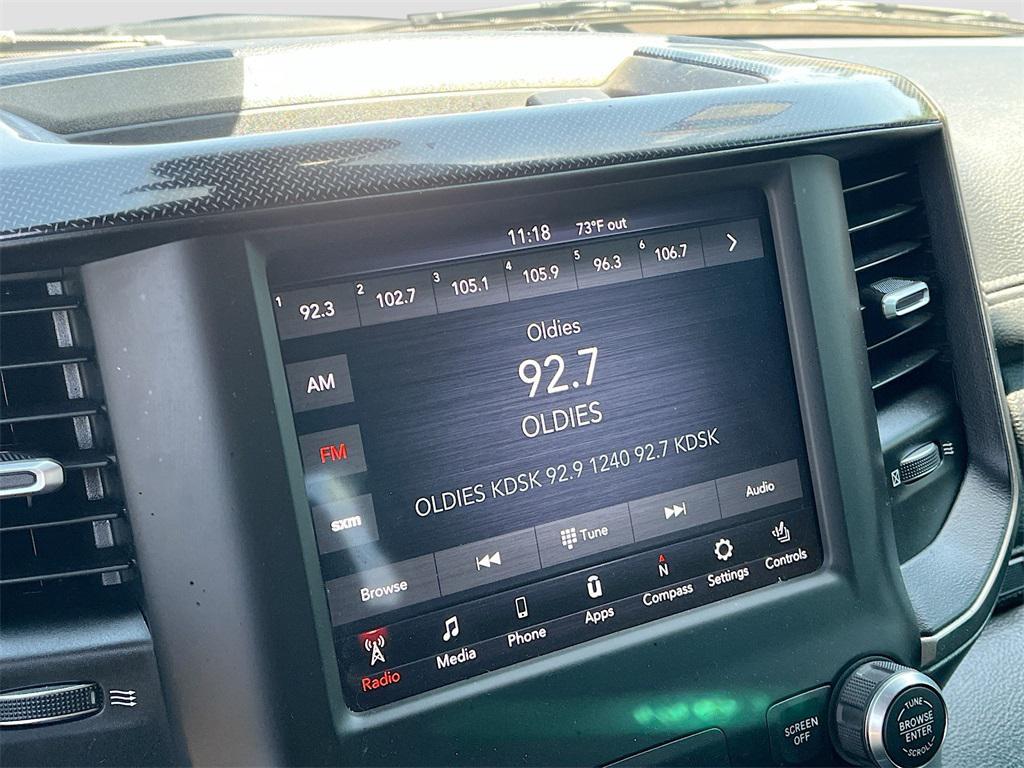 11:18 73°F out
1 92.3 2 102.7 3 105.1 4 105.9 5 96.3 6 106.7
Oldies
92.7
OLDIES
OLDIES KDSK 92.9 1240 92.7 KDSK
AM
FM
sxm
Browse Tune Audio
Radio Media Phone Apps Compass Settings Controls
N
SCREEN
OFF
TUNE
BROWSE
ENTER
SCROLL